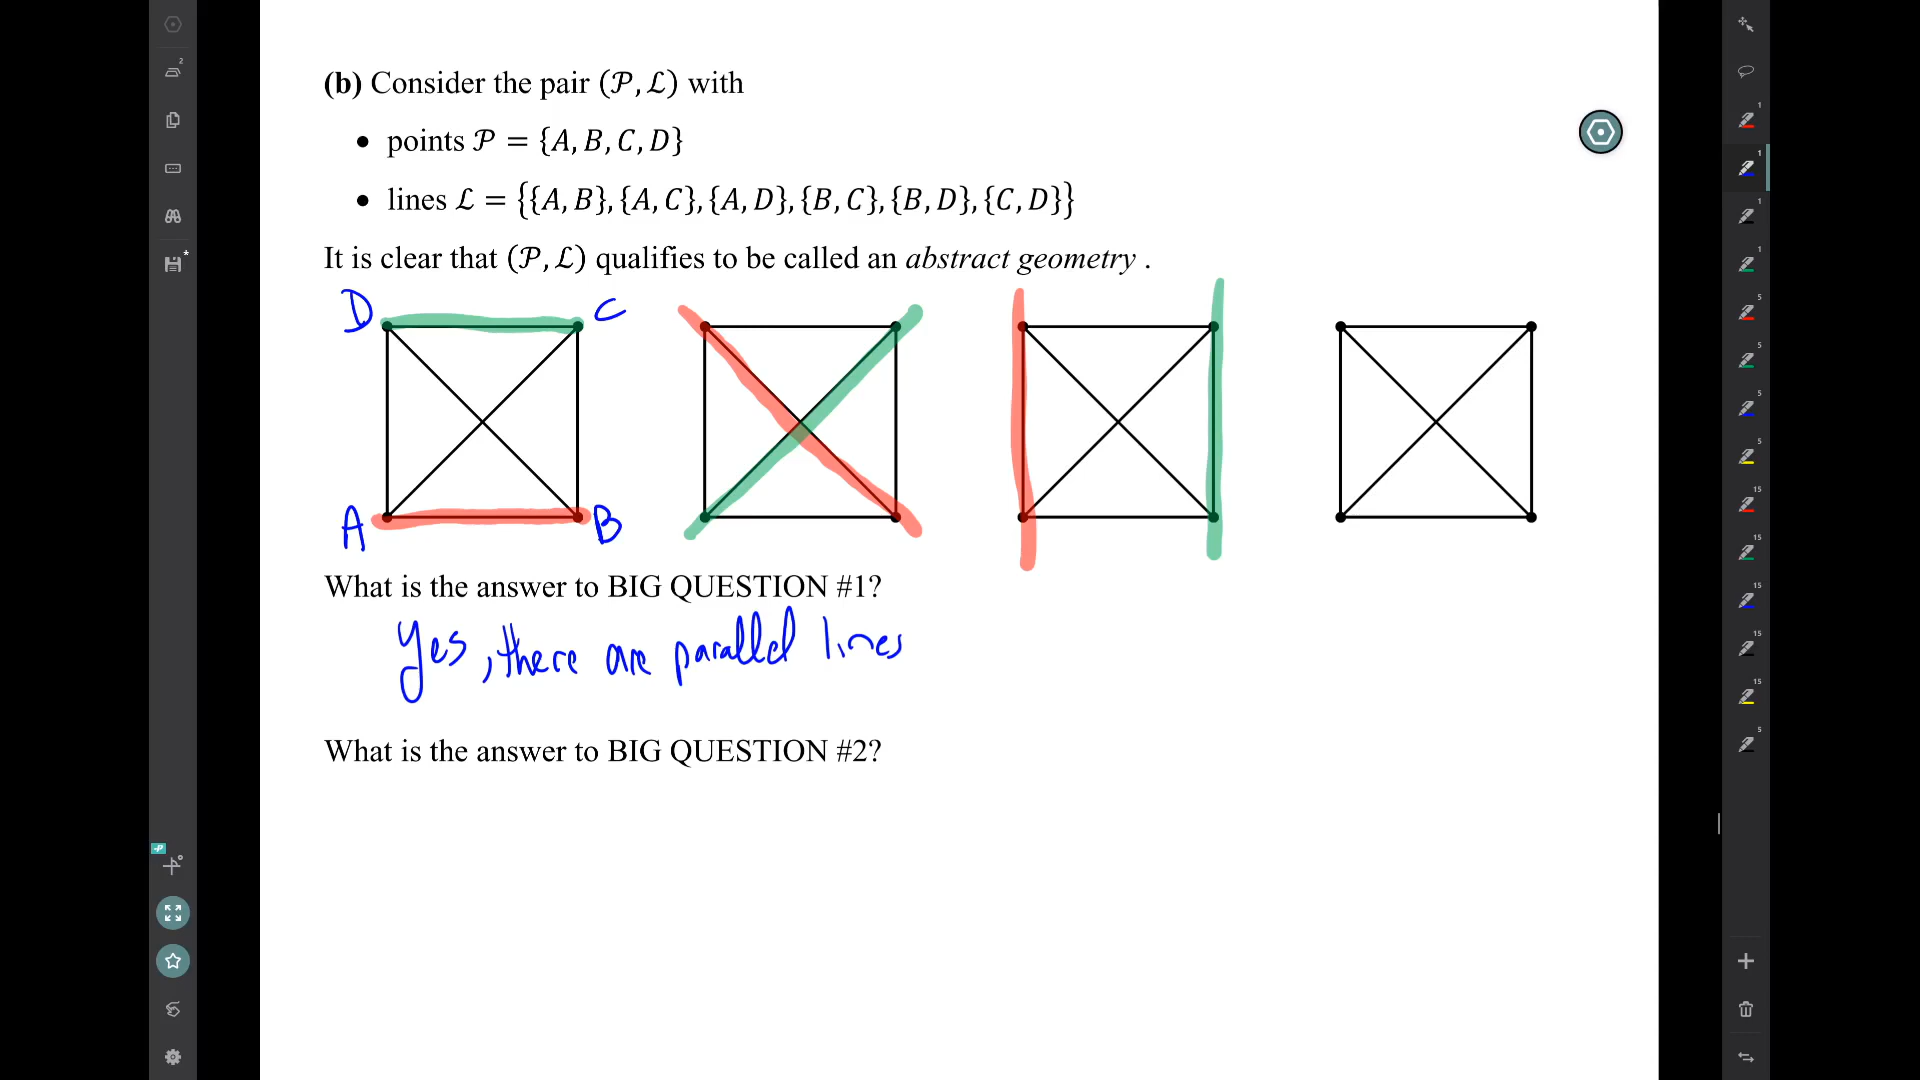 (b) Consider the pair (𝒫, ℒ) with
• points 𝒫 = {A, B, C, D}
• lines ℒ = {{A, B}, {A, C}, {A, D}, {B, C}, {B, D}, {C, D}}
It is clear that (𝒫, ℒ) qualifies to be called an abstract geometry .
D C
A B
What is the answer to BIG QUESTION #1?
Yes, there are parallel lines
What is the answer to BIG QUESTION #2?